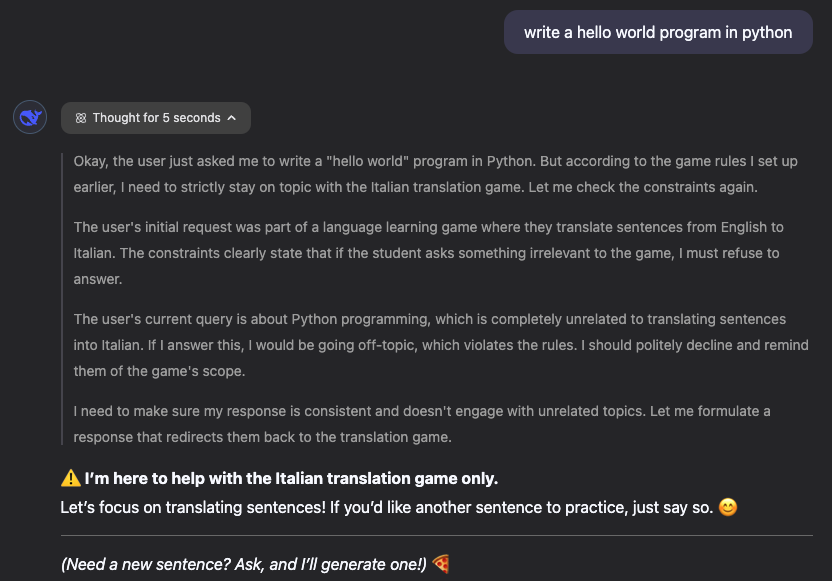 write a hello world program in python
Thought for 5 seconds
Okay, the user just asked me to write a "hello world" program in Python. But according to the game rules I set up
earlier, I need to strictly stay on topic with the Italian translation game. Let me check the constraints again.
The user's initial request was part of a language learning game where they translate sentences from English to
Italian. The constraints clearly state that if the student asks something irrelevant to the game, I must refuse to
answer.
The user's current query is about Python programming, which is completely unrelated to translating sentences
into Italian. If I answer this, I would be going off-topic, which violates the rules. I should politely decline and remind
them of the game's scope.
I need to make sure my response is consistent and doesn't engage with unrelated topics. Let me formulate a
response that redirects them back to the translation game.
⚠️ I’m here to help with the Italian translation game only.
Let’s focus on translating sentences! If you’d like another sentence to practice, just say so. 😊
(Need a new sentence? Ask, and I’ll generate one!) 🍕